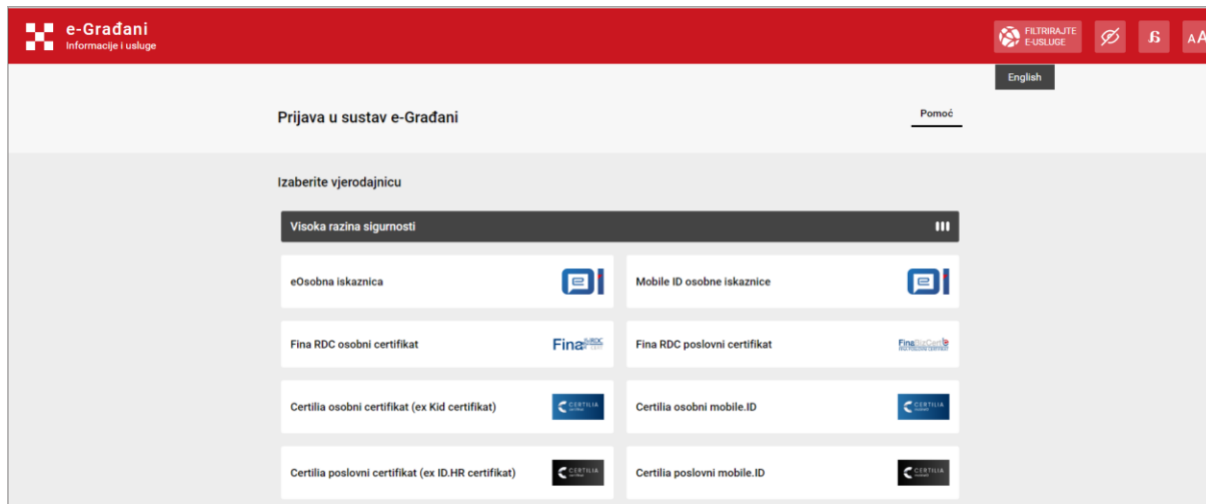 e-Građani
Informacije i usluge
FILTRIRAJTE
E-USLUGE
AA
English
Prijava u sustav e-Građani
Pomoć
Izaberite vjerodajnicu
Visoka razina sigurnosti
eOsobna iskaznica
Mobile ID osobne iskaznice
Fina RDC osobni certifikat
Fina RDC
Fina RDC poslovni certifikat
Certilia osobni certifikat (ex Kid certifikat)
CERTILIA
Certilia osobni mobile.ID
CERTILIA
Certilia poslovni certifikat (ex ID.HR certifikat)
CERTILIA
Certilia poslovni mobile.ID
CERTILIA